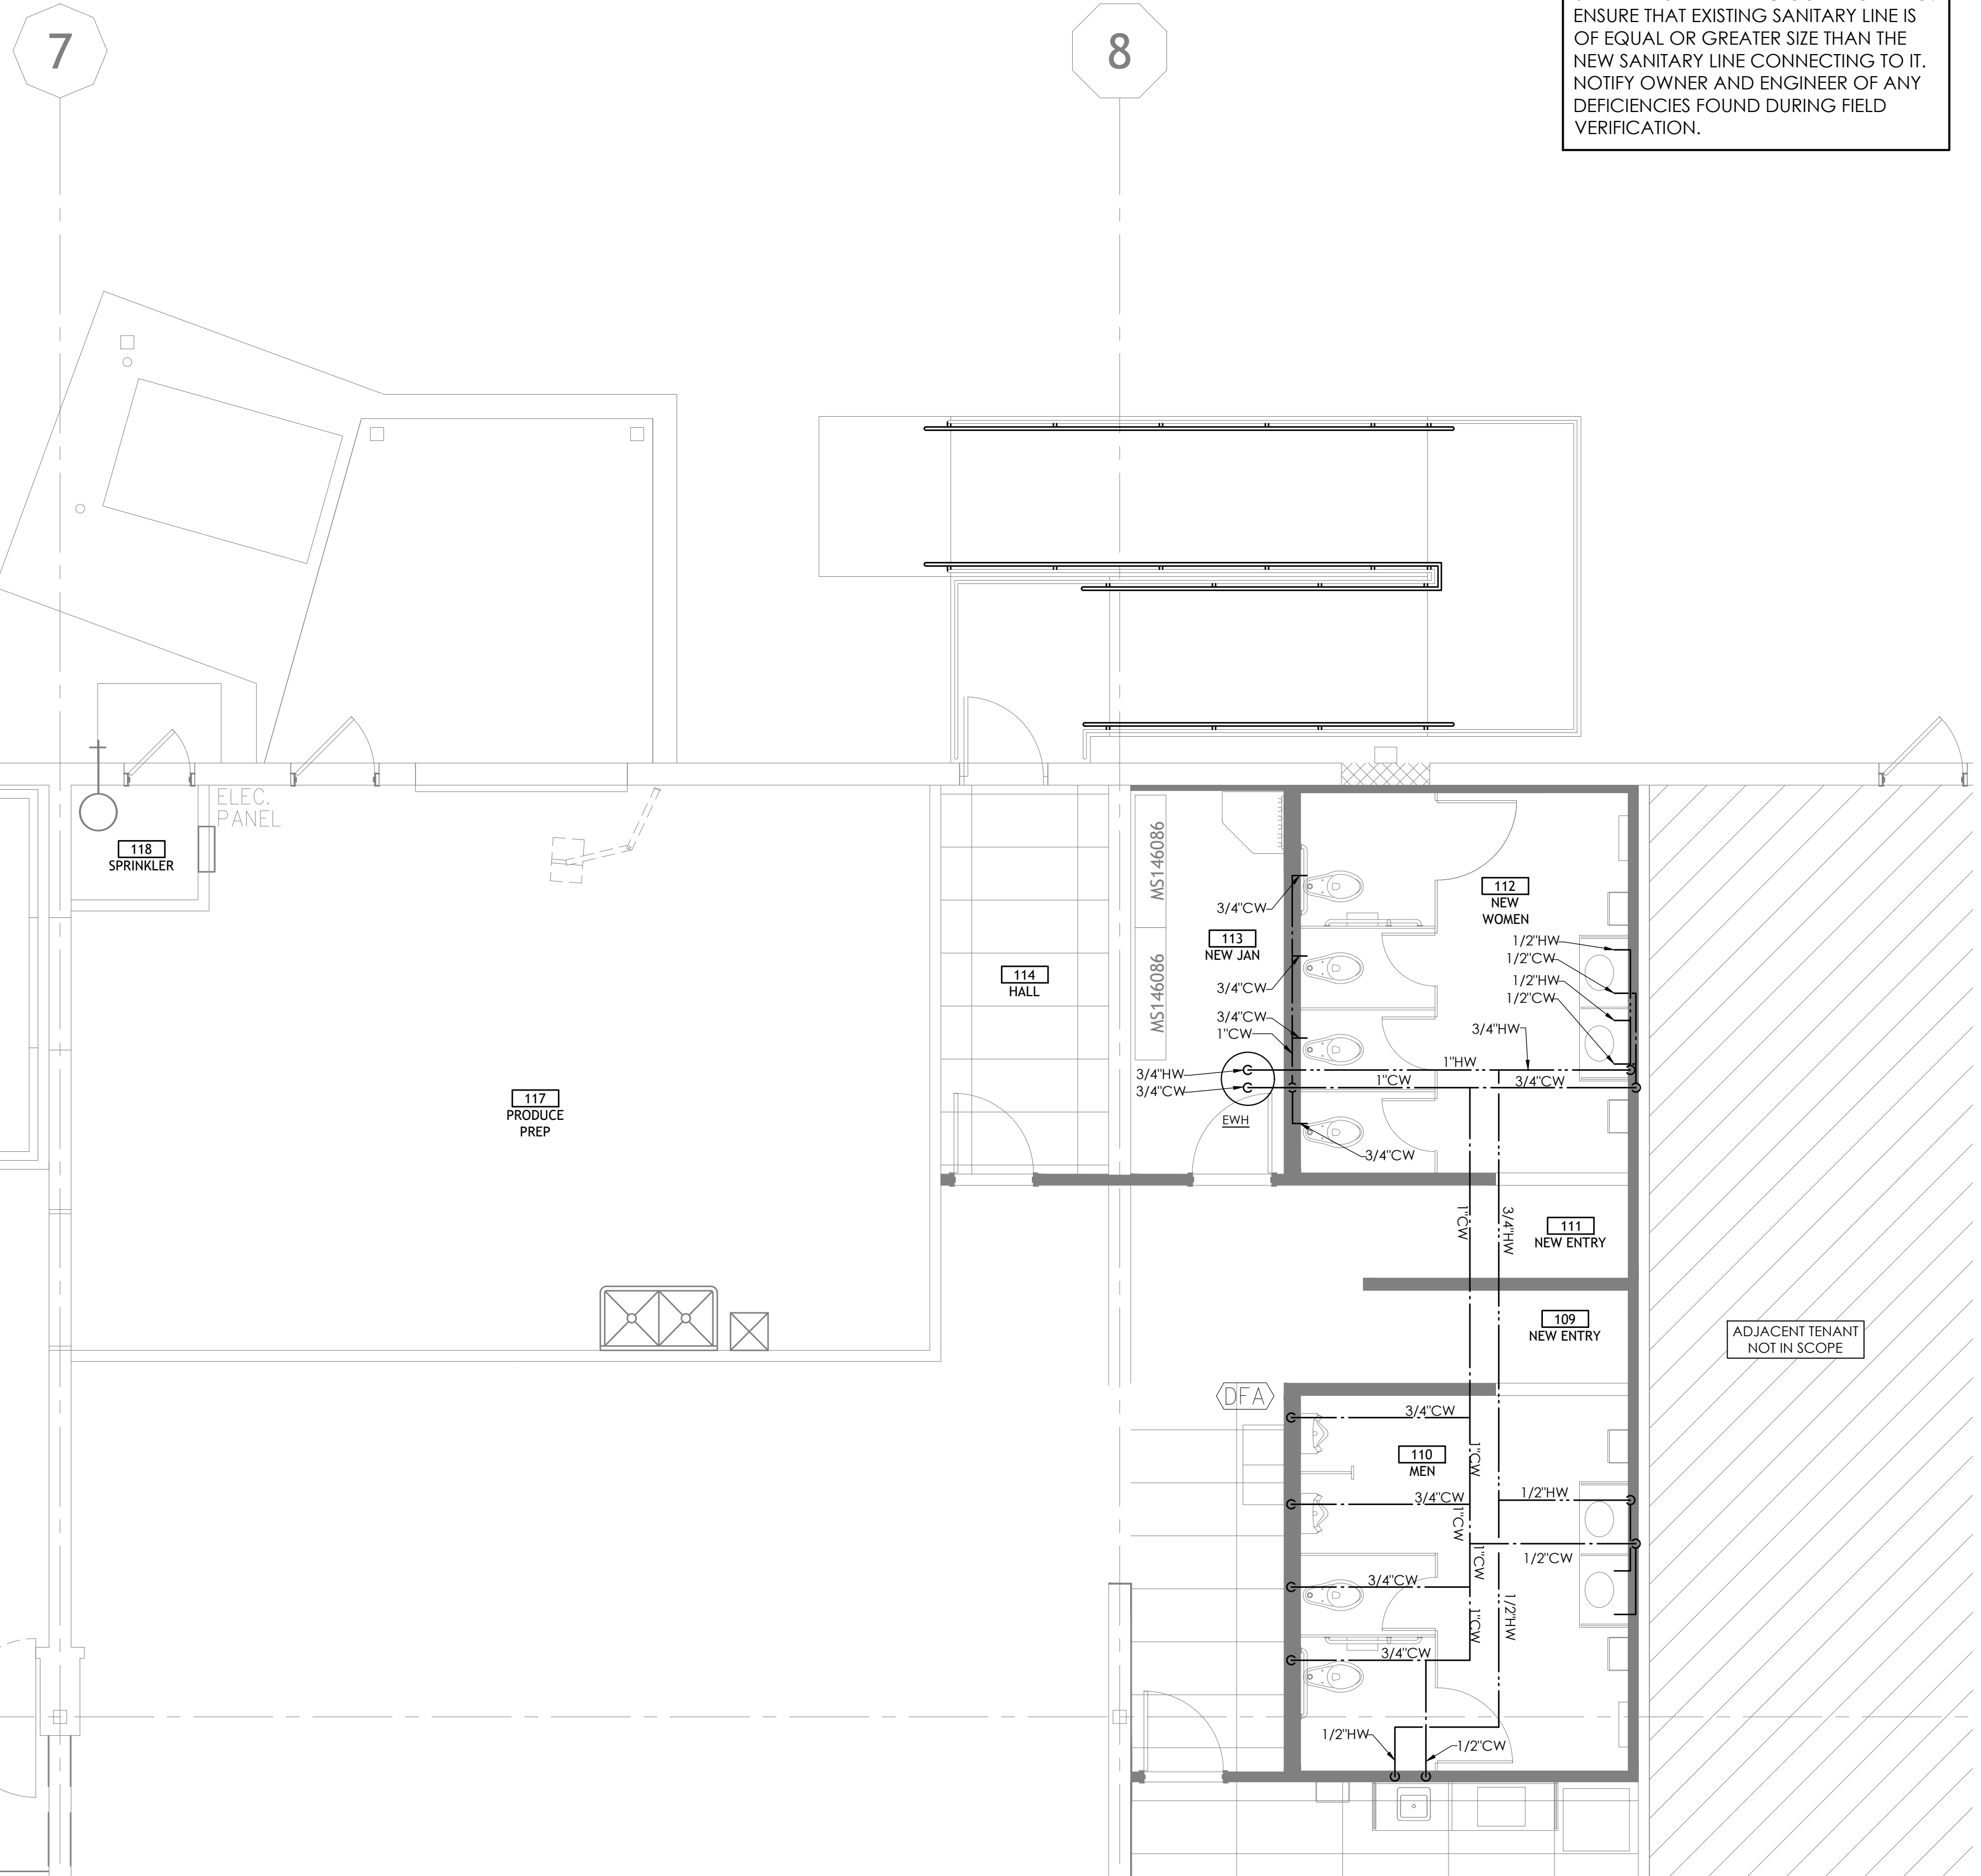 7
8
ENSURE THAT EXISTING SANITARY LINE IS
OF EQUAL OR GREATER SIZE THAN THE
NEW SANITARY LINE CONNECTING TO IT.
NOTIFY OWNER AND ENGINEER OF ANY
DEFICIENCIES FOUND DURING FIELD
VERIFICATION.
ELEC.
PANEL
118
SPRINKLER
MS146086
MS146086
112
NEW
WOMEN
3/4"CW
113
NEW JAN
1/2"HW
1/2"CW
114
HALL
3/4"CW
1/2"HW
1/2"CW
3/4"CW
1"CW
3/4"HW
1"HW
3/4"HW
3/4"CW
1"CW
3/4"CW
117
PRODUCE
PREP
EWH
3/4"CW
1"CW
3/4"HW
111
NEW ENTRY
109
NEW ENTRY
ADJACENT TENANT
NOT IN SCOPE
DFA
3/4"CW
110
MEN
1"CW
3/4"CW
1/2"HW
1"CW
1"CW
1/2"CW
3/4"CW
1"CW
1/2"HW
3/4"CW
1/2"HW
1/2"CW